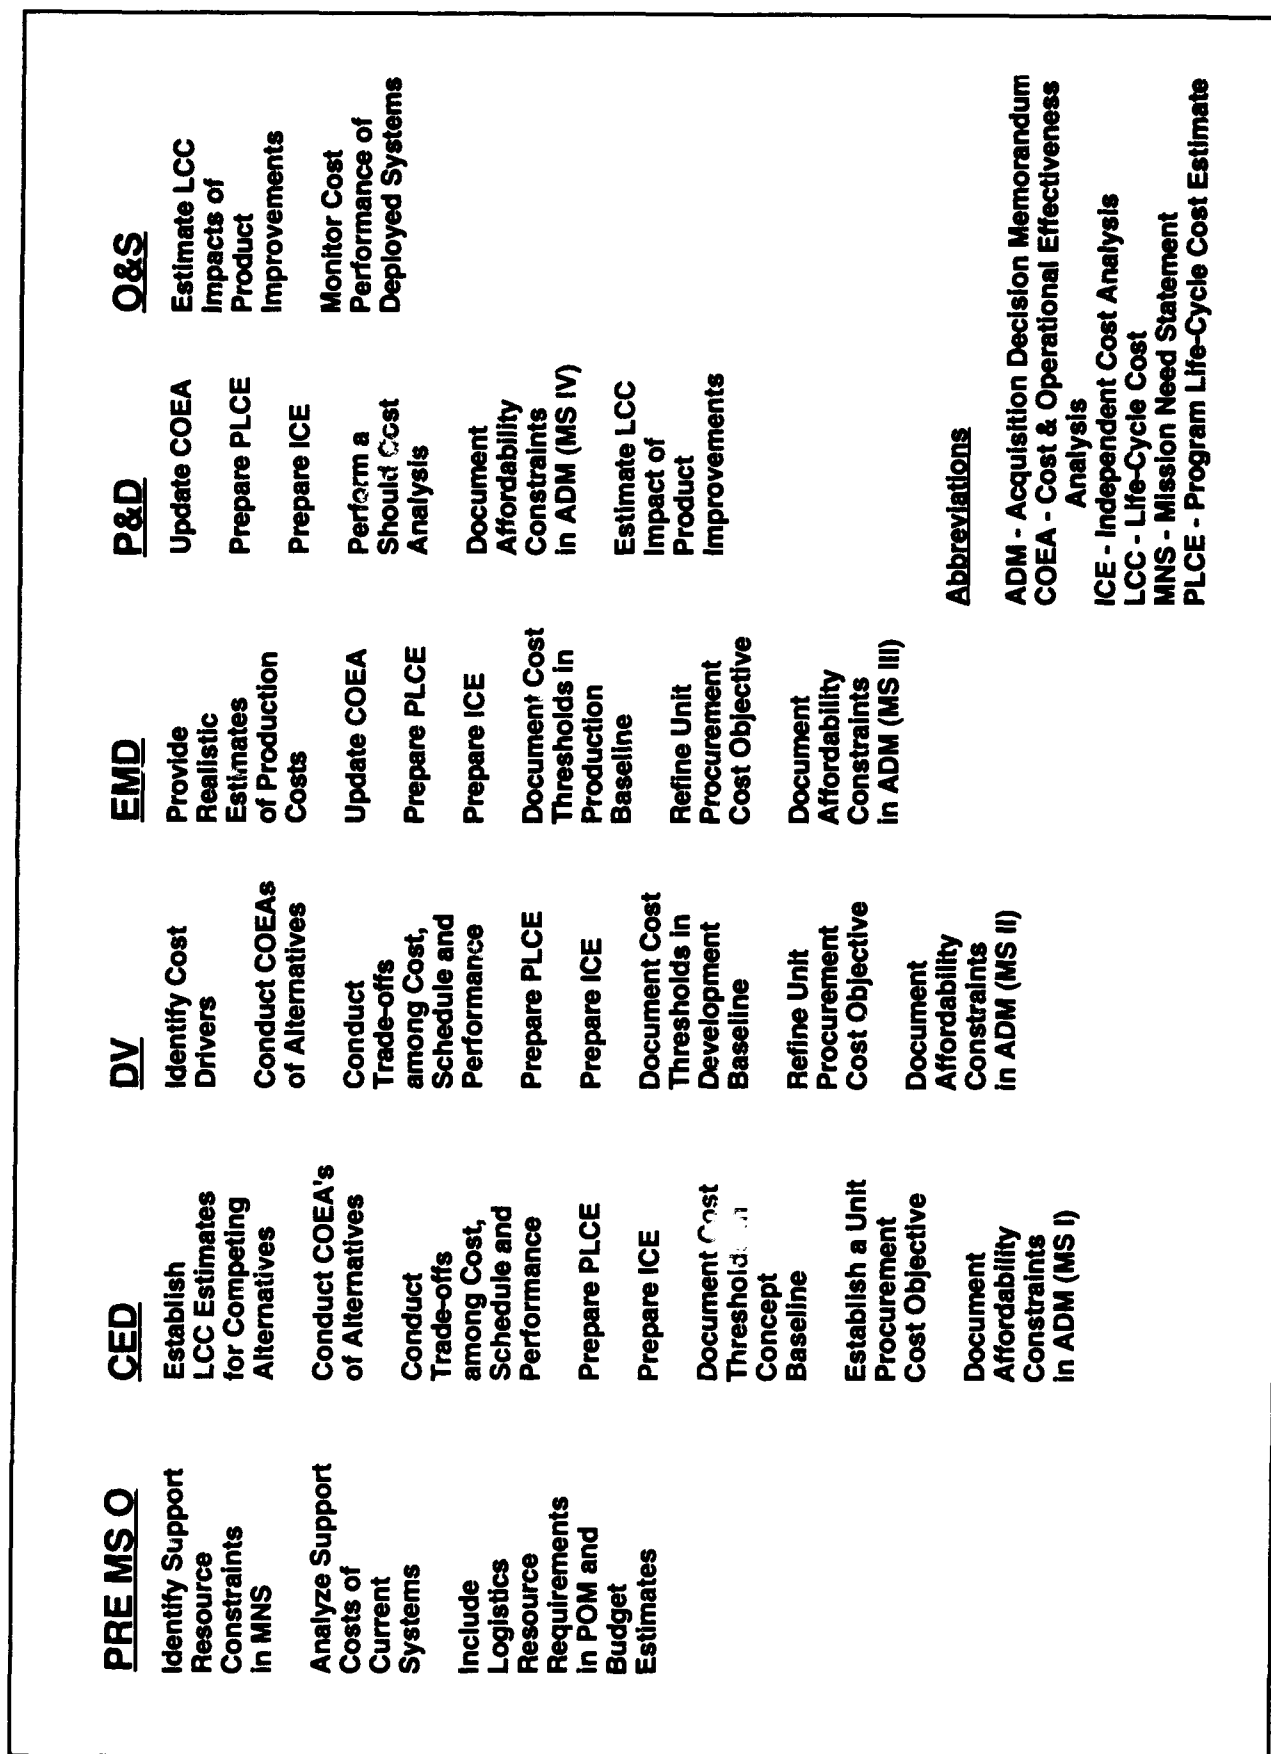 PRE MS O
Identify Support
Resource
Constraints
in MNS
Analyze Support
Costs of
Current
Systems
Include
Logistics
Resource
Requirements
in POM and
Budget
Estimates
CED
Establish
LCC Estimates
for Competing
Alternatives
Conduct COEA's
of Alternatives
Conduct
Trade-offs
among Cost,
Schedule and
Performance
Prepare PLCE
Prepare ICE
Document Cost
Concept
Baseline
Establish a Unit
Procurement
Cost Objective
Document
Affordability
Constraints
in ADM (MS I)
DV
Identify Cost
Drivers
Conduct COEAs
of Alternatives
Conduct
Trade-offs
among Cost,
Schedule and
Performance
Prepare PLCE
Prepare ICE
Document Cost
Thresholds in
Development
Baseline
Refine Unit
Procurement
Cost Objective
Document
Affordability
Constraints
in ADM (MS II)
EMD
Provide
Realistic
Estimates
of Production
Costs
Update COEA
Prepare PLCE
Prepare ICE
Document Cost
Thresholds in
Production
Baseline
Refine Unit
Procurement
Cost Objective
Document
Affordability
Constraints
in ADM (MS III)
P&D
Update COEA
Prepare PLCE
Prepare ICE
Perform a
Should Cost
Analysis
Document
Affordability
Constraints
in ADM (MS IV)
Estimate LCC
Impact of
Product
Improvements
O&S
Estimate LCC
Impacts of
Product
Improvements
Monitor Cost
Performance of
Deployed Systems
Abbreviations
ADM - Acquisition Decision Memorandum
COEA - Cost & Operational Effectiveness
Analysis
ICE - Independent Cost Analysis
LCC - Life-Cycle Cost
MNS - Mission Need Statement
PLCE - Program Life-Cycle Cost Estimate